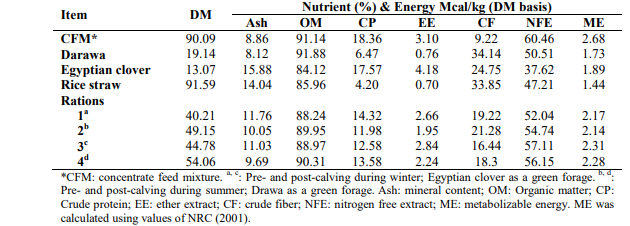 Item DM Nutrient (%) & Energy Mcal/kg (DM basis)
Ash OM CP EE CF NFE ME
CFM* 90.09 8.86 91.14 18.36 3.10 9.22 60.46 2.68
Darawa 19.14 8.12 91.88 6.47 0.76 34.14 50.51 1.73
Egyptian clover 13.07 15.88 84.12 17.57 4.18 24.75 37.62 1.89
Rice straw 91.59 14.04 85.96 4.20 0.70 33.85 47.21 1.44
Rations
1a 40.21 11.76 88.24 14.32 2.66 19.22 52.04 2.17
2b 49.15 10.05 89.95 11.98 1.95 21.28 54.74 2.14
3c 44.78 11.03 88.97 12.58 2.84 16.44 57.11 2.31
4d 54.06 9.69 90.31 13.58 2.24 18.3 56.15 2.28
*CFM: concentrate feed mixture. a, c: Pre- and post-calving during winter; Egyptian clover as a green forage. b, d:
Pre- and post-calving during summer; Drawa as a green forage. Ash: mineral content; OM: Organic matter; CP:
Crude protein; EE: ether extract; CF: crude fiber; NFE: nitrogen free extract; ME: metabolizable energy. ME was
calculated using values of NRC (2001).